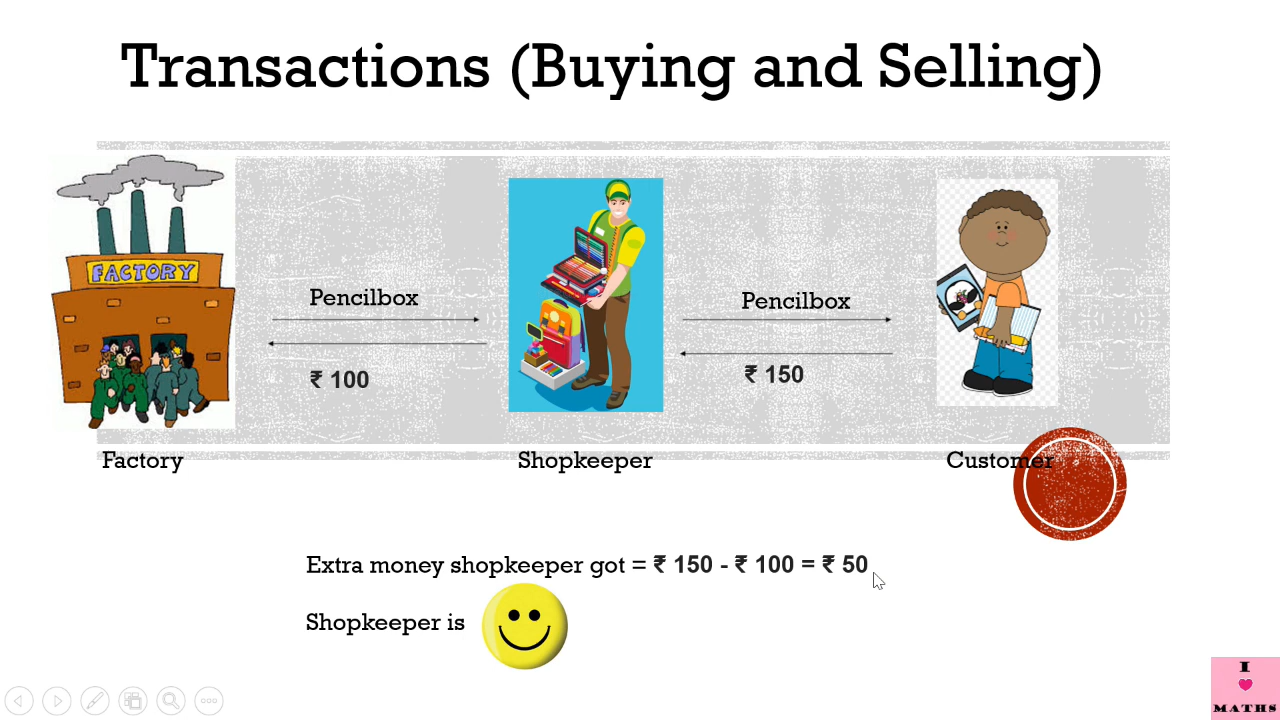 Transactions (Buying and Selling)
FACTORY
Pencilbox
Pencilbox
₹ 100
₹ 150
Factory
Shopkeeper
Customer
Extra money shopkeeper got = ₹ 150 - ₹ 100 = ₹ 50
Shopkeeper is
I
MATHS